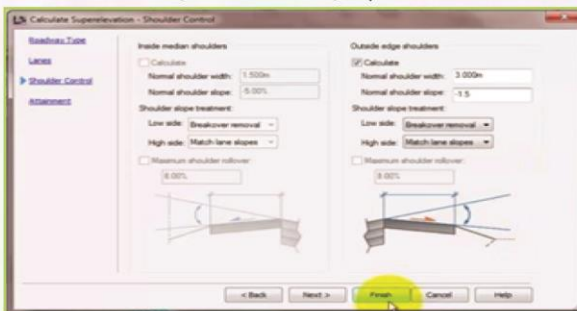 Calculate Superelevation - Shoulder Control
Roadway Type
Lanes
Shoulder Control
Attainment
Inside median shoulders
Calculate
Normal shoulder width: 1.500m
Normal shoulder slope: -5.00%
Shoulder slope treatment:
Low side: Breakover removal
High side: Match lane slopes
Maximum shoulder rollover:
8.00%
Outside edge shoulders
Calculate
Normal shoulder width: 3.000m
Normal shoulder slope: -1.5
Shoulder slope treatment:
Low side: Breakover removal
High side: Match lane slopes
Maximum shoulder rollover:
8.00%
< Back Next > Finish Cancel Help